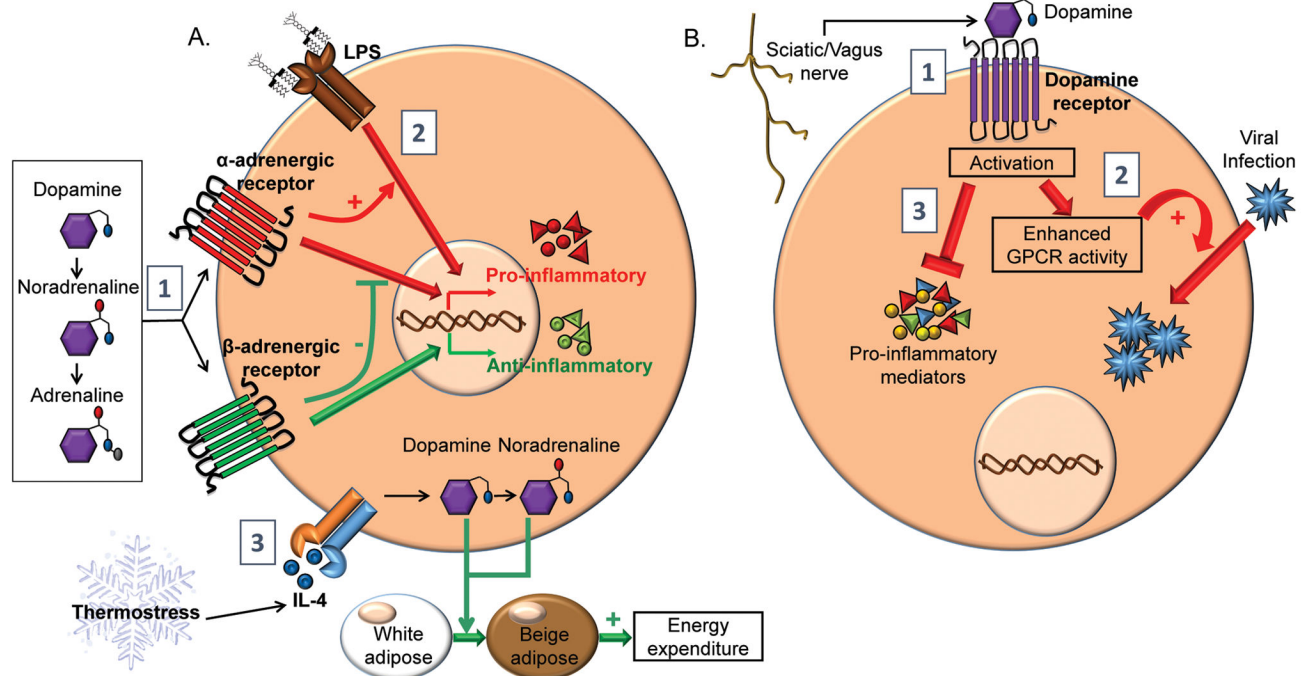 A.
LPS
2
α-adrenergic
receptor
+
Dopamine
Noradrenaline
Adrenaline
1
Pro-inflammatory
Anti-inflammatory
-
β-adrenergic
receptor
Dopamine Noradrenaline
3
IL-4
Thermostress
White
adipose
Beige
adipose
+
Energy
expenditure
B.
Sciatic/Vagus
nerve
Dopamine
1
Dopamine
receptor
Activation
2
Viral
Infection
3
Enhanced
GPCR activity
+
Pro-inflammatory
mediators